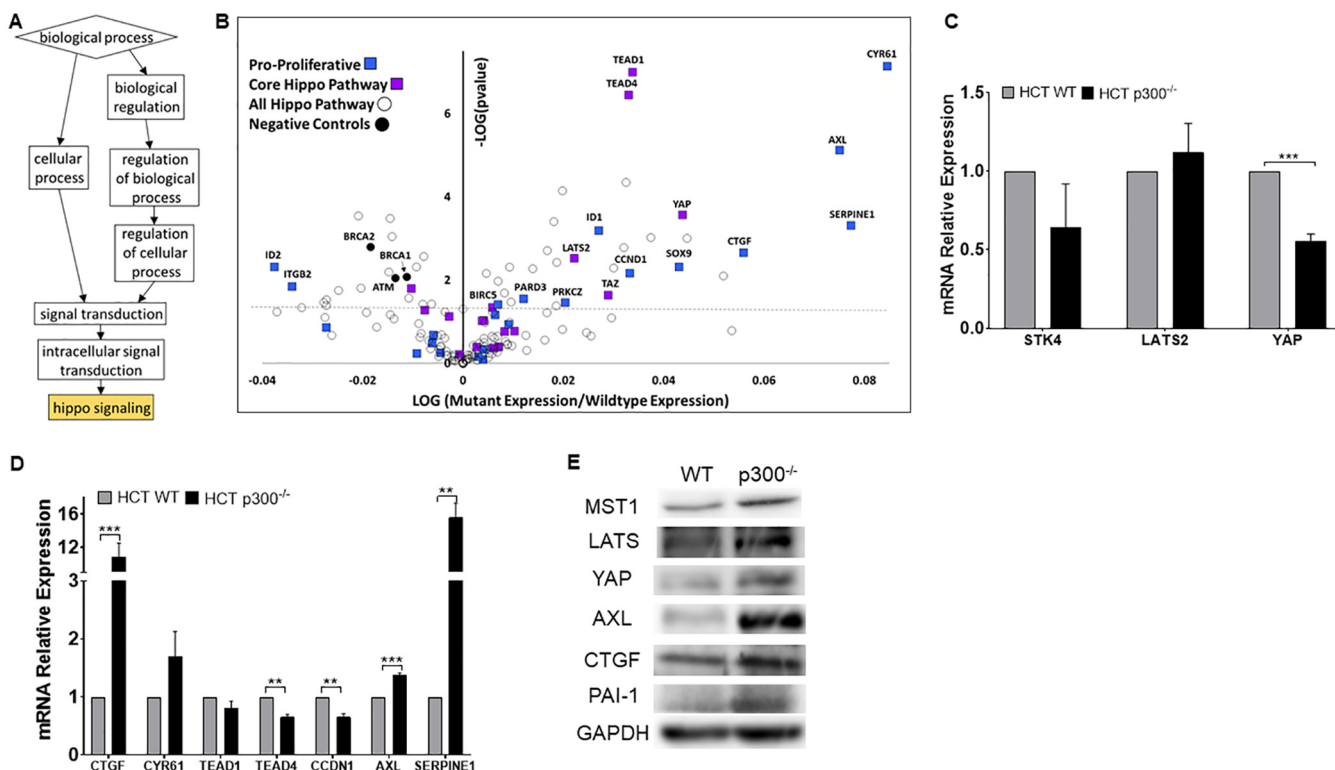 A
biological process
biological
regulation
cellular
process
regulation
of biological
process
regulation
of cellular
process
signal transduction
intracellular signal
transduction
hippo signaling
B
Pro-Proliferative
Core Hippo Pathway
All Hippo Pathway
Negative Controls
-LOG(pvalue)
6
4
2
0
-0.04
-0.02
0
0.02
0.04
0.06
0.08
LOG (Mutant Expression/Wildtype Expression)
TEAD1
TEAD4
CYR61
AXL
SERPINE1
YAP
ID1
CTGF
LATS2
SOX9
CCND1
TAZ
BIRC5
PARD3
PRKCZ
BRCA2
BRCA1
ATM
ID2
ITGB2
C
HCT WT
HCT p300-/-
mRNA Relative Expression
1.5
1.0
0.5
0.0
***
STK4
LATS2
YAP
D
HCT WT
HCT p300-/-
mRNA Relative Expression
16
12
3
2
1
0
***
**
**
***
**
CTGF
CYR61
TEAD1
TEAD4
CCDN1
AXL
SERPINE1
E
WT
p300-/-
MST1
LATS
YAP
AXL
CTGF
PAI-1
GAPDH